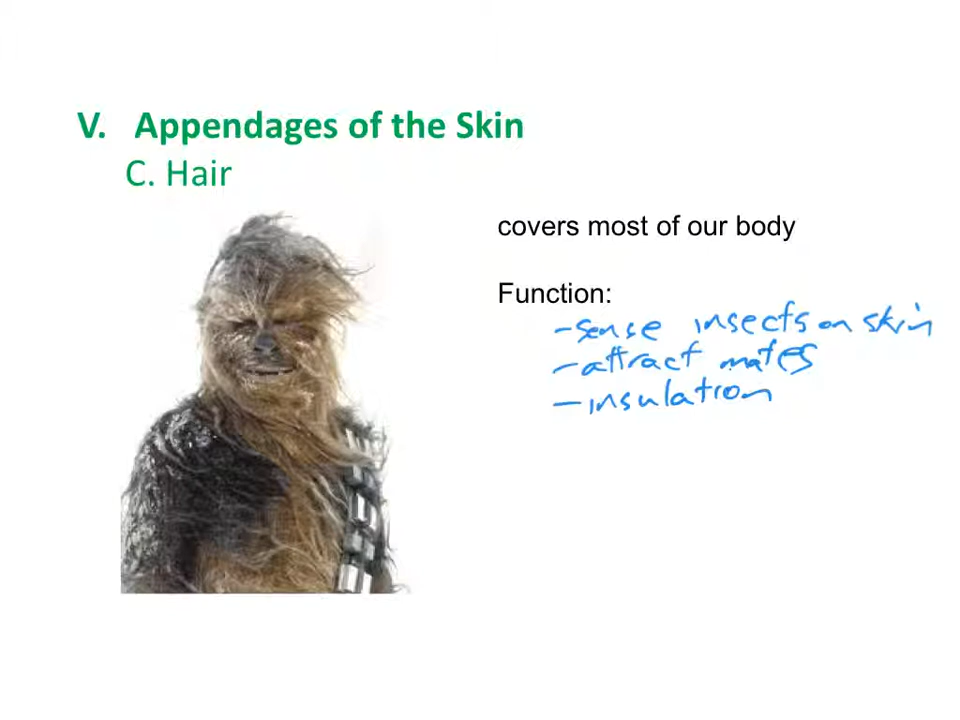 V. Appendages of the Skin
C. Hair
covers most of our body
Function:
- sense insects on skin
- attract mates
- insulation